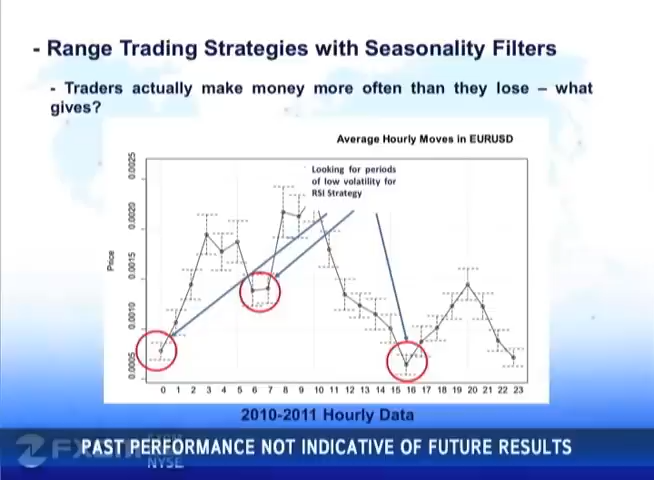 - Range Trading Strategies with Seasonality Filters
- Traders actually make money more often than they lose – what
gives?
Average Hourly Moves in EURUSD
Looking for periods
of low volatility for
RSI Strategy
Price
0.0025
0.0020
0.0015
0.0010
0.0005
0 1 2 3 4 5 6 7 8 9 10 11 12 13 14 15 16 17 18 19 20 21 22 23
2010-2011 Hourly Data
PAST PERFORMANCE NOT INDICATIVE OF FUTURE RESULTS
NYSE